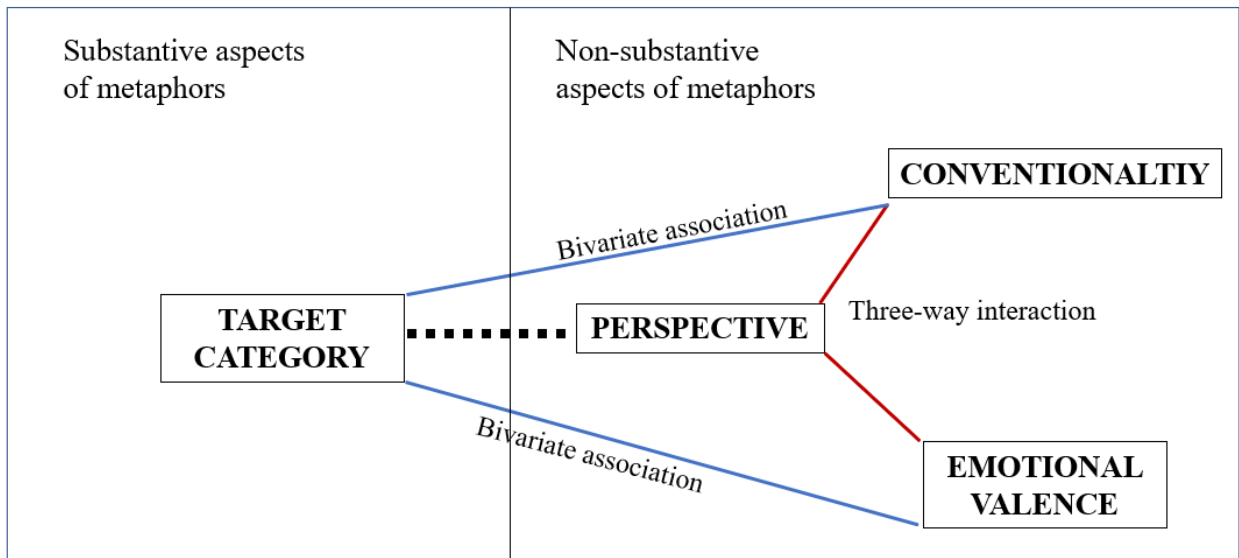 Substantive aspects
of metaphors
Non-substantive
aspects of metaphors
CONVENTIONALTIY
Bivariate association
TARGET
CATEGORY
PERSPECTIVE
Three-way interaction
Bivariate association
EMOTIONAL
VALENCE